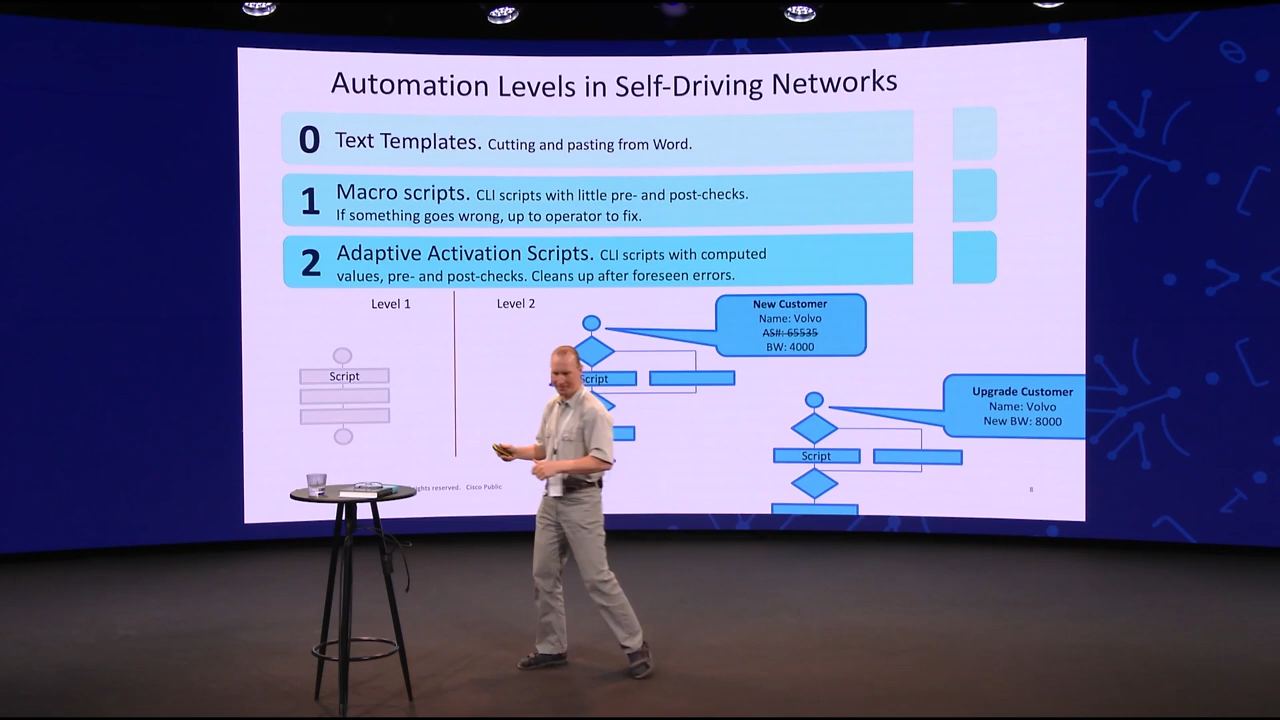 Automation Levels in Self-Driving Networks
0 Text Templates. Cutting and pasting from Word.
1 Macro scripts. CLI scripts with little pre- and post-checks.
If something goes wrong, up to operator to fix.
2 Adaptive Activation Scripts. CLI scripts with computed
values, pre- and post-checks. Cleans up after foreseen errors.
Level 1
Level 2
New Customer
Name: Volvo
AS#: 65535
BW: 4000
Script
Script
Upgrade Customer
Name: Volvo
New BW: 8000
Script
rights reserved. Cisco Public
8